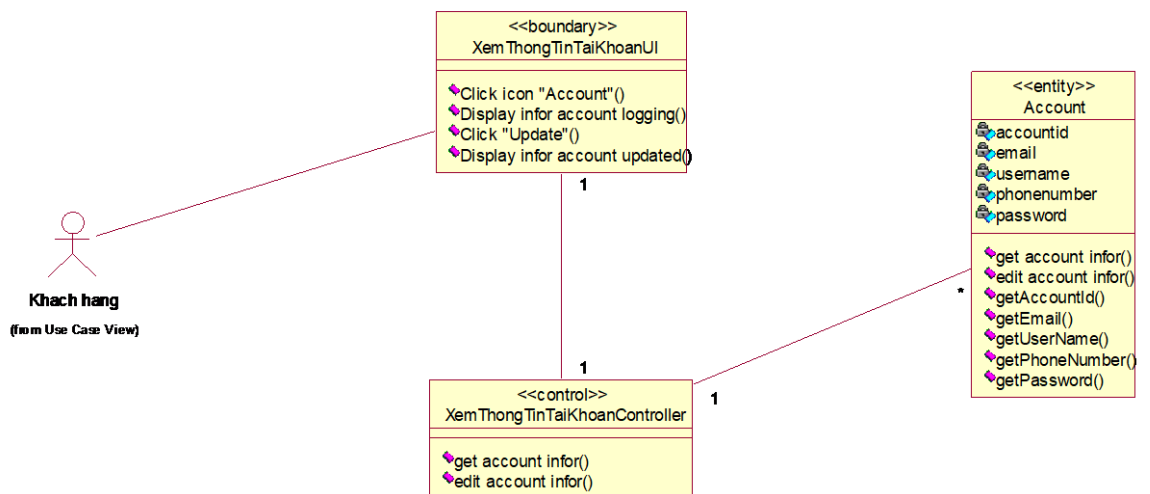 <<boundary>>
XemThongTinTaiKhoanUI
Click icon "Account"()
Display infor account logging()
Click "Update"()
Display infor account updated()
1
<<entity>>
Account
accountid
email
username
phonenumber
password
get account infor()
edit account infor()
getAccountId()
getEmail()
getUserName()
getPhoneNumber()
getPassword()
*
Khach hang
(from Use Case View)
1
1
<<control>>
XemThongTinTaiKhoanController
get account infor()
edit account infor()